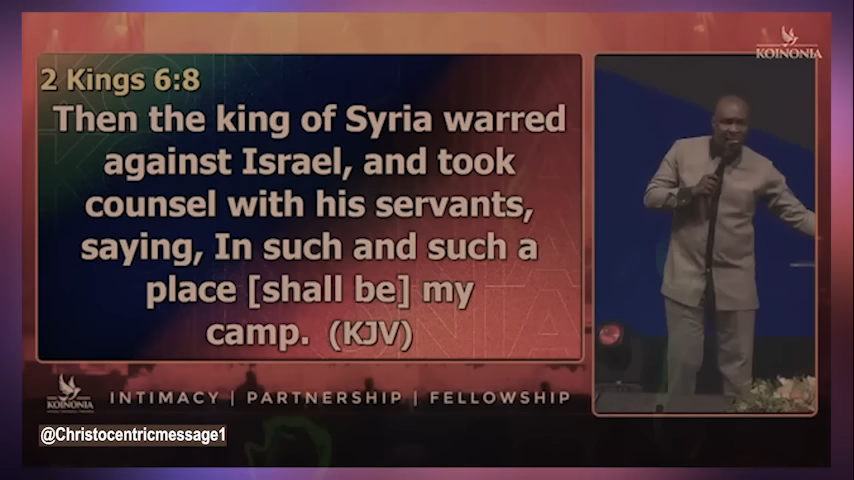 KOINONIA
2 Kings 6:8
Then the king of Syria warred
against Israel, and took
counsel with his servants,
saying, In such and such a
place [shall be] my
camp. (KJV)
KOINONIA
INTIMACY | PARTNERSHIP | FELLOWSHIP
@Christocentricmessage1